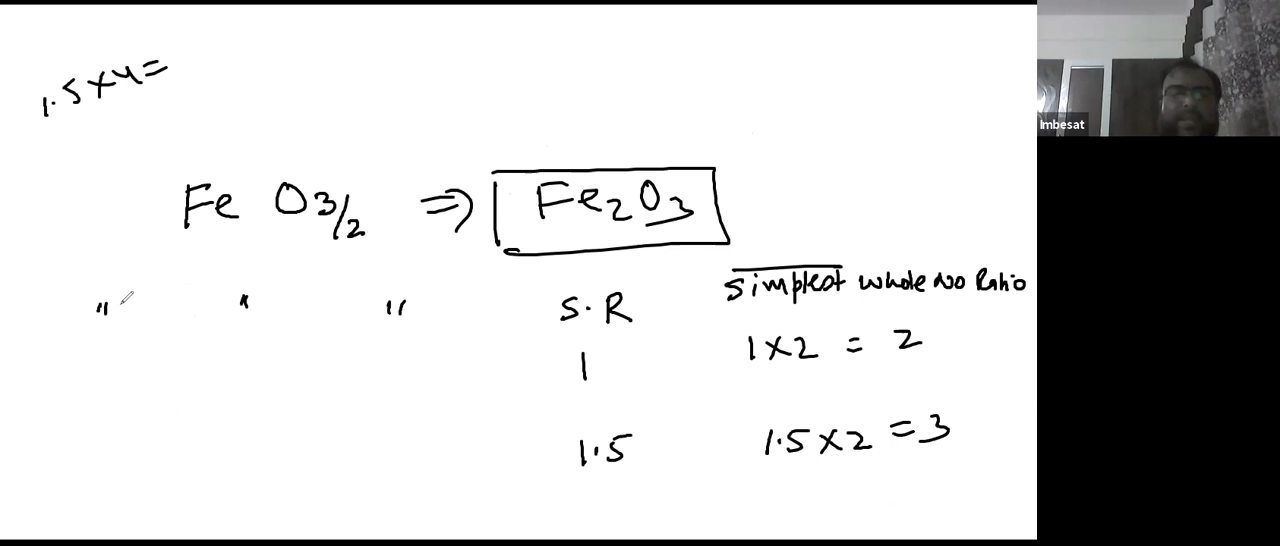 1.5×4=
Imbesat
Fe O3/2 ⇒ Fe2O3
simplest whole No Ratio
" " " S.R
1 1×2 = 2
1.5 1.5×2 = 3